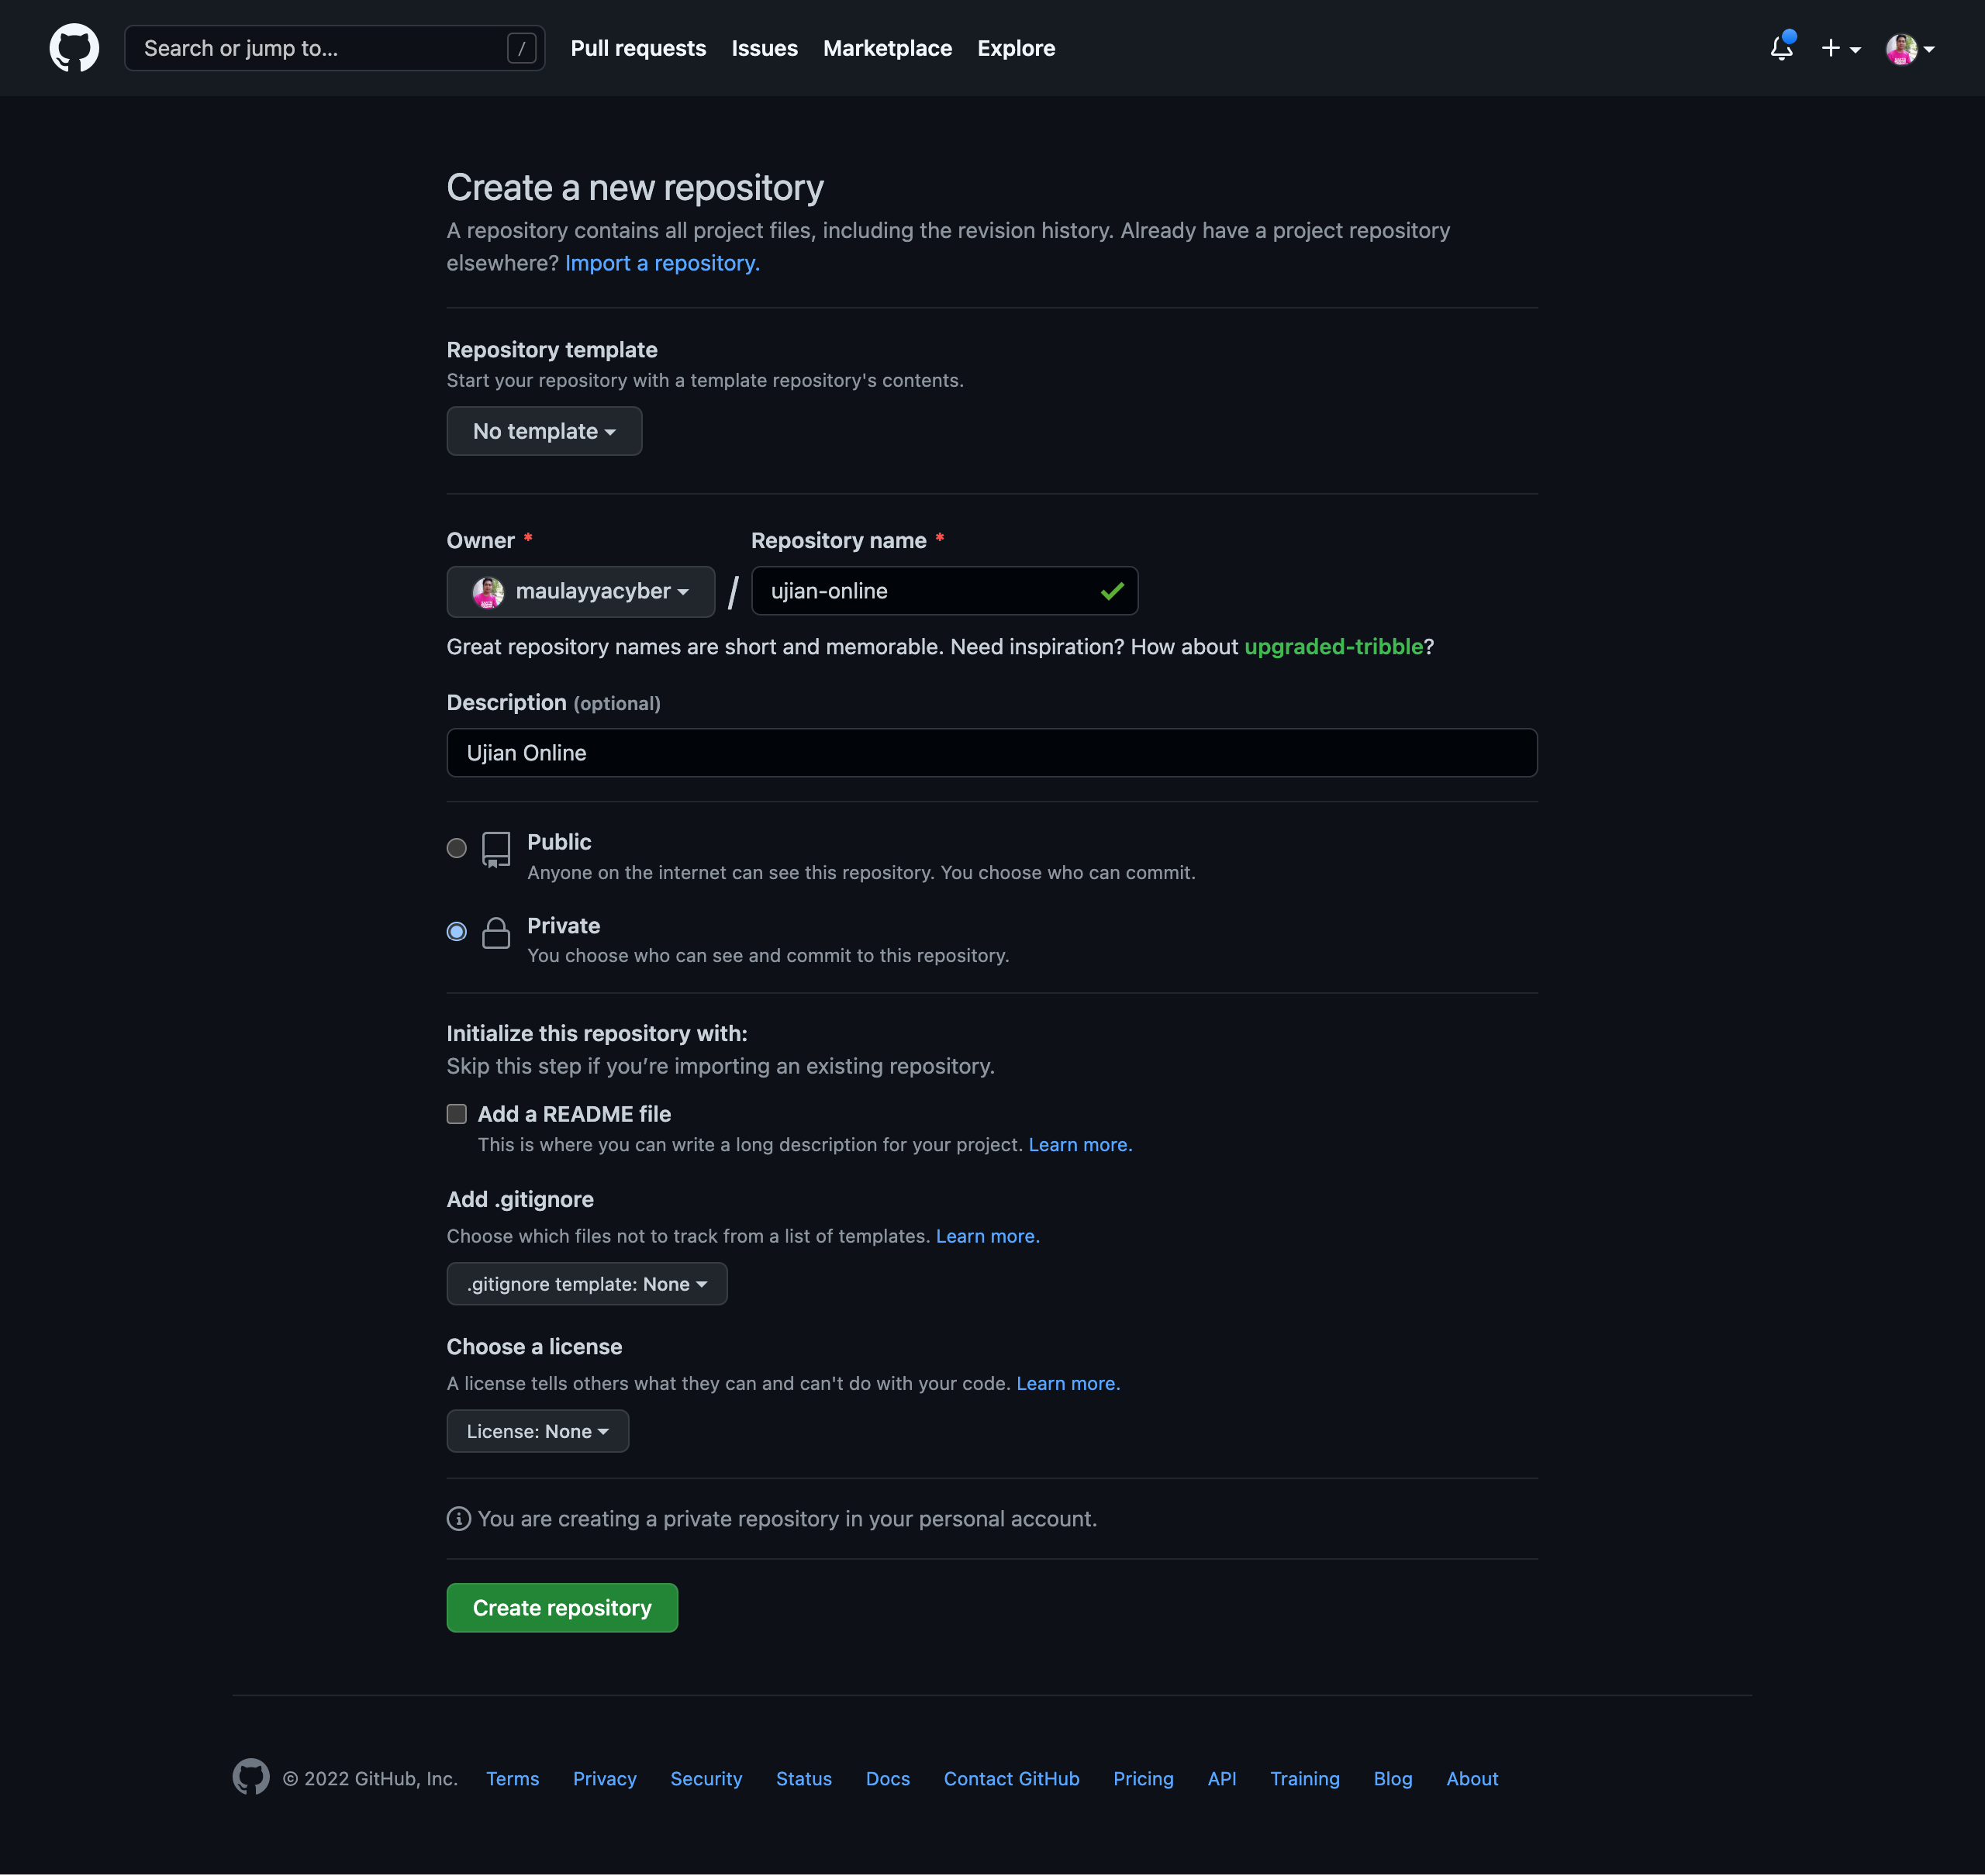 Search or jump to... /
Pull requests Issues Marketplace Explore
Create a new repository
A repository contains all project files, including the revision history. Already have a project repository
elsewhere? Import a repository.
Repository template
Start your repository with a template repository's contents.
No template
Owner * Repository name *
maulayyacyber / ujian-online
Great repository names are short and memorable. Need inspiration? How about upgraded-tribble?
Description (optional)
Ujian Online
Public
Anyone on the internet can see this repository. You choose who can commit.
Private
You choose who can see and commit to this repository.
Initialize this repository with:
Skip this step if you’re importing an existing repository.
Add a README file
This is where you can write a long description for your project. Learn more.
Add .gitignore
Choose which files not to track from a list of templates. Learn more.
.gitignore template: None
Choose a license
A license tells others what they can and can't do with your code. Learn more.
License: None
You are creating a private repository in your personal account.
Create repository
© 2022 GitHub, Inc. Terms Privacy Security Status Docs Contact GitHub Pricing API Training Blog About